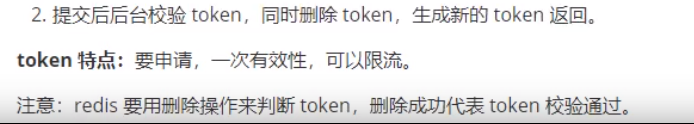 2. 提交后后台校验 token，同时删除 token，生成新的 token 返回。
token 特点：要申请，一次有效性，可以限流。
注意：redis 要用删除操作来判断 token，删除成功代表 token 校验通过。